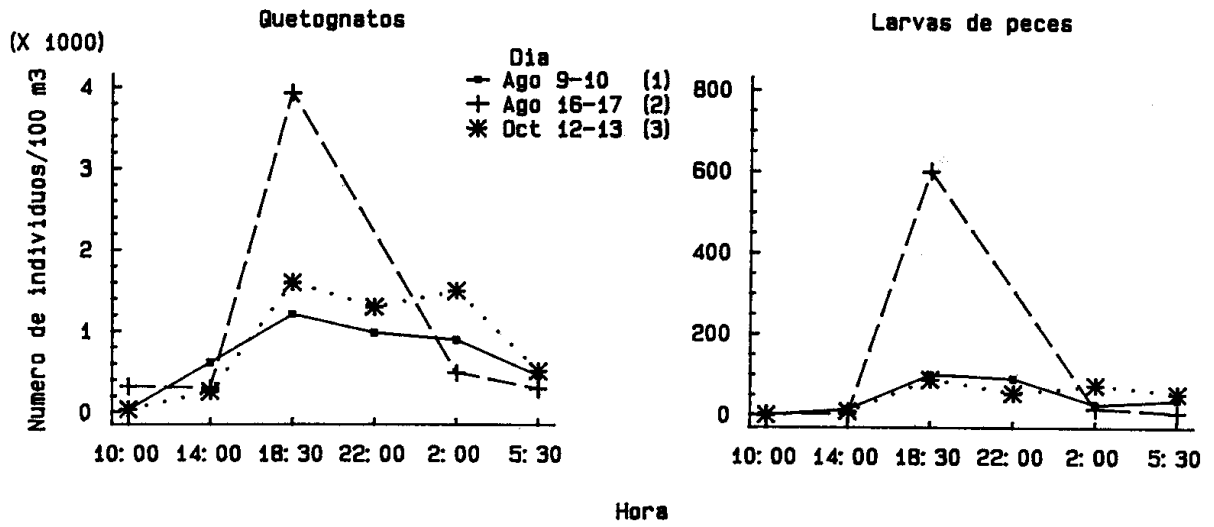 Quetognatos
Larvas de peces
(X 1000)
Dia
Ago 9-10 (1)
Ago 16-17 (2)
Oct 12-13 (3)
Numero de individuos/100 m3
4
3
2
1
0
10:00 14:00 18:30 22:00 2:00 5:30
800
600
400
200
0
10:00 14:00 18:30 22:00 2:00 5:30
Hora